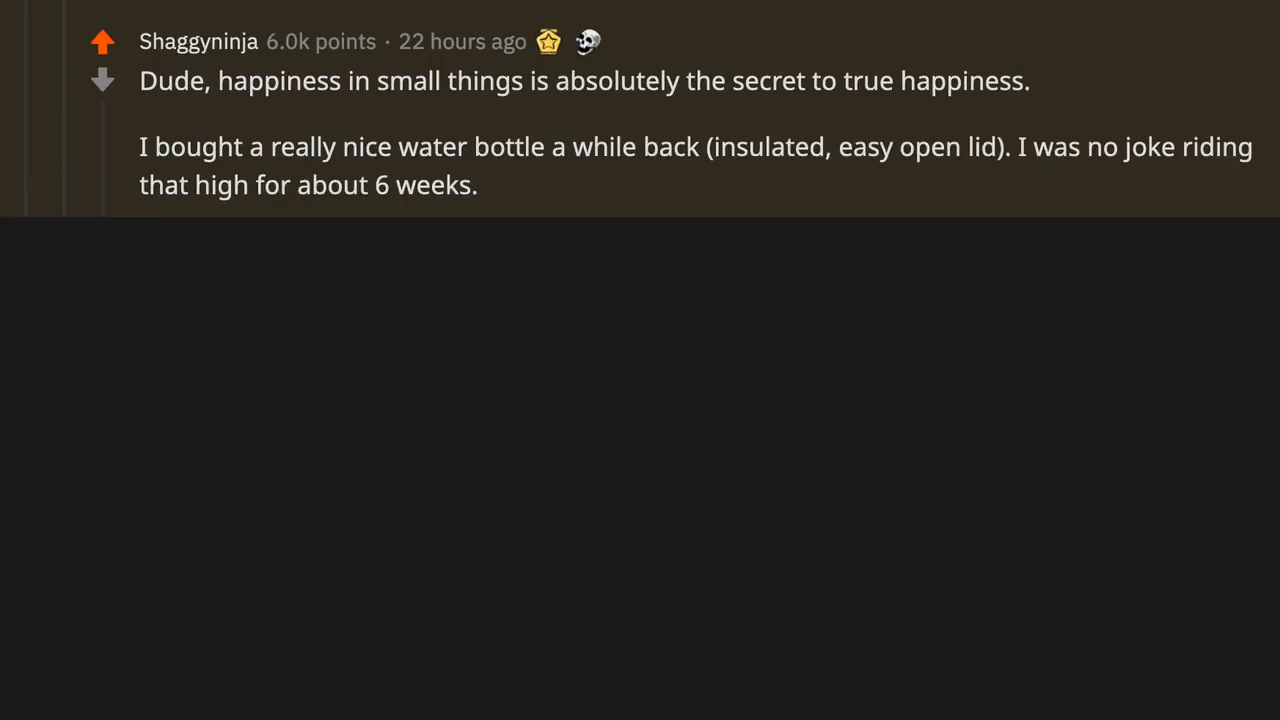 Shaggyninja 6.0k points · 22 hours ago
Dude, happiness in small things is absolutely the secret to true happiness.
I bought a really nice water bottle a while back (insulated, easy open lid). I was no joke riding
that high for about 6 weeks.